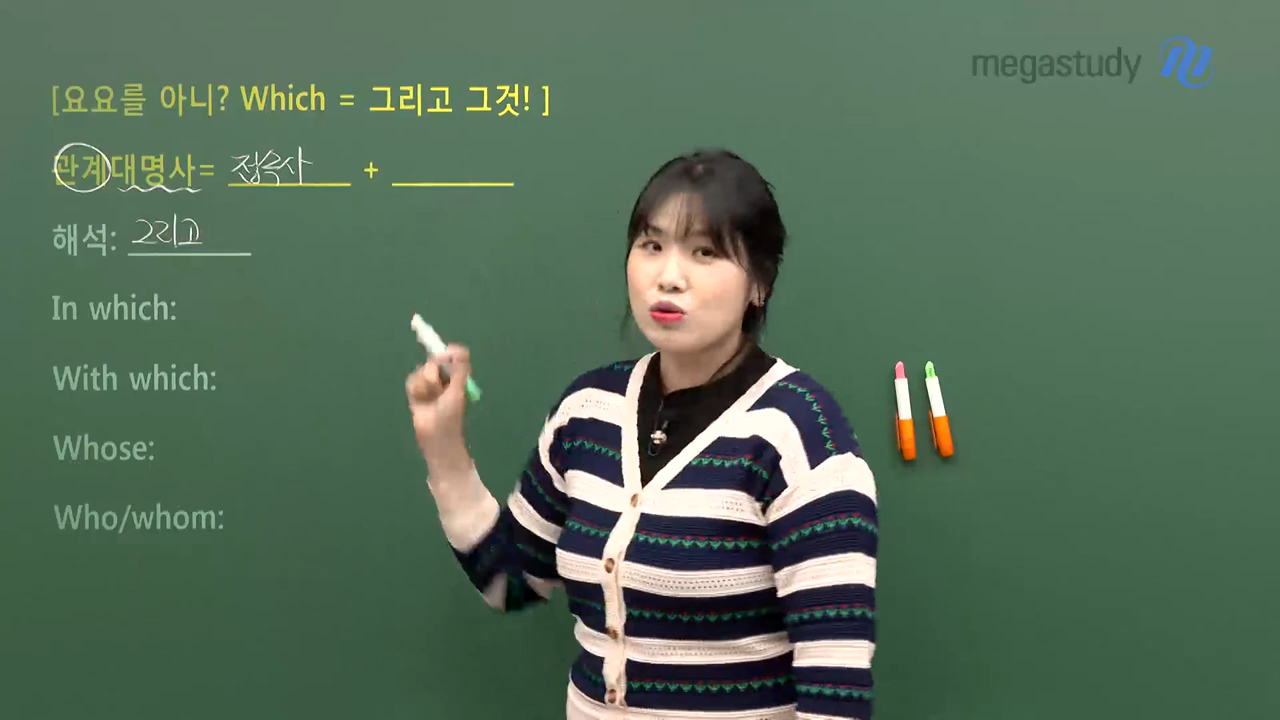 megastudy
[요요를 아니? Which = 그리고 그것! ]
관계대명사= 접속사 +
해석: 그리고
In which:
With which:
Whose:
Who/whom: